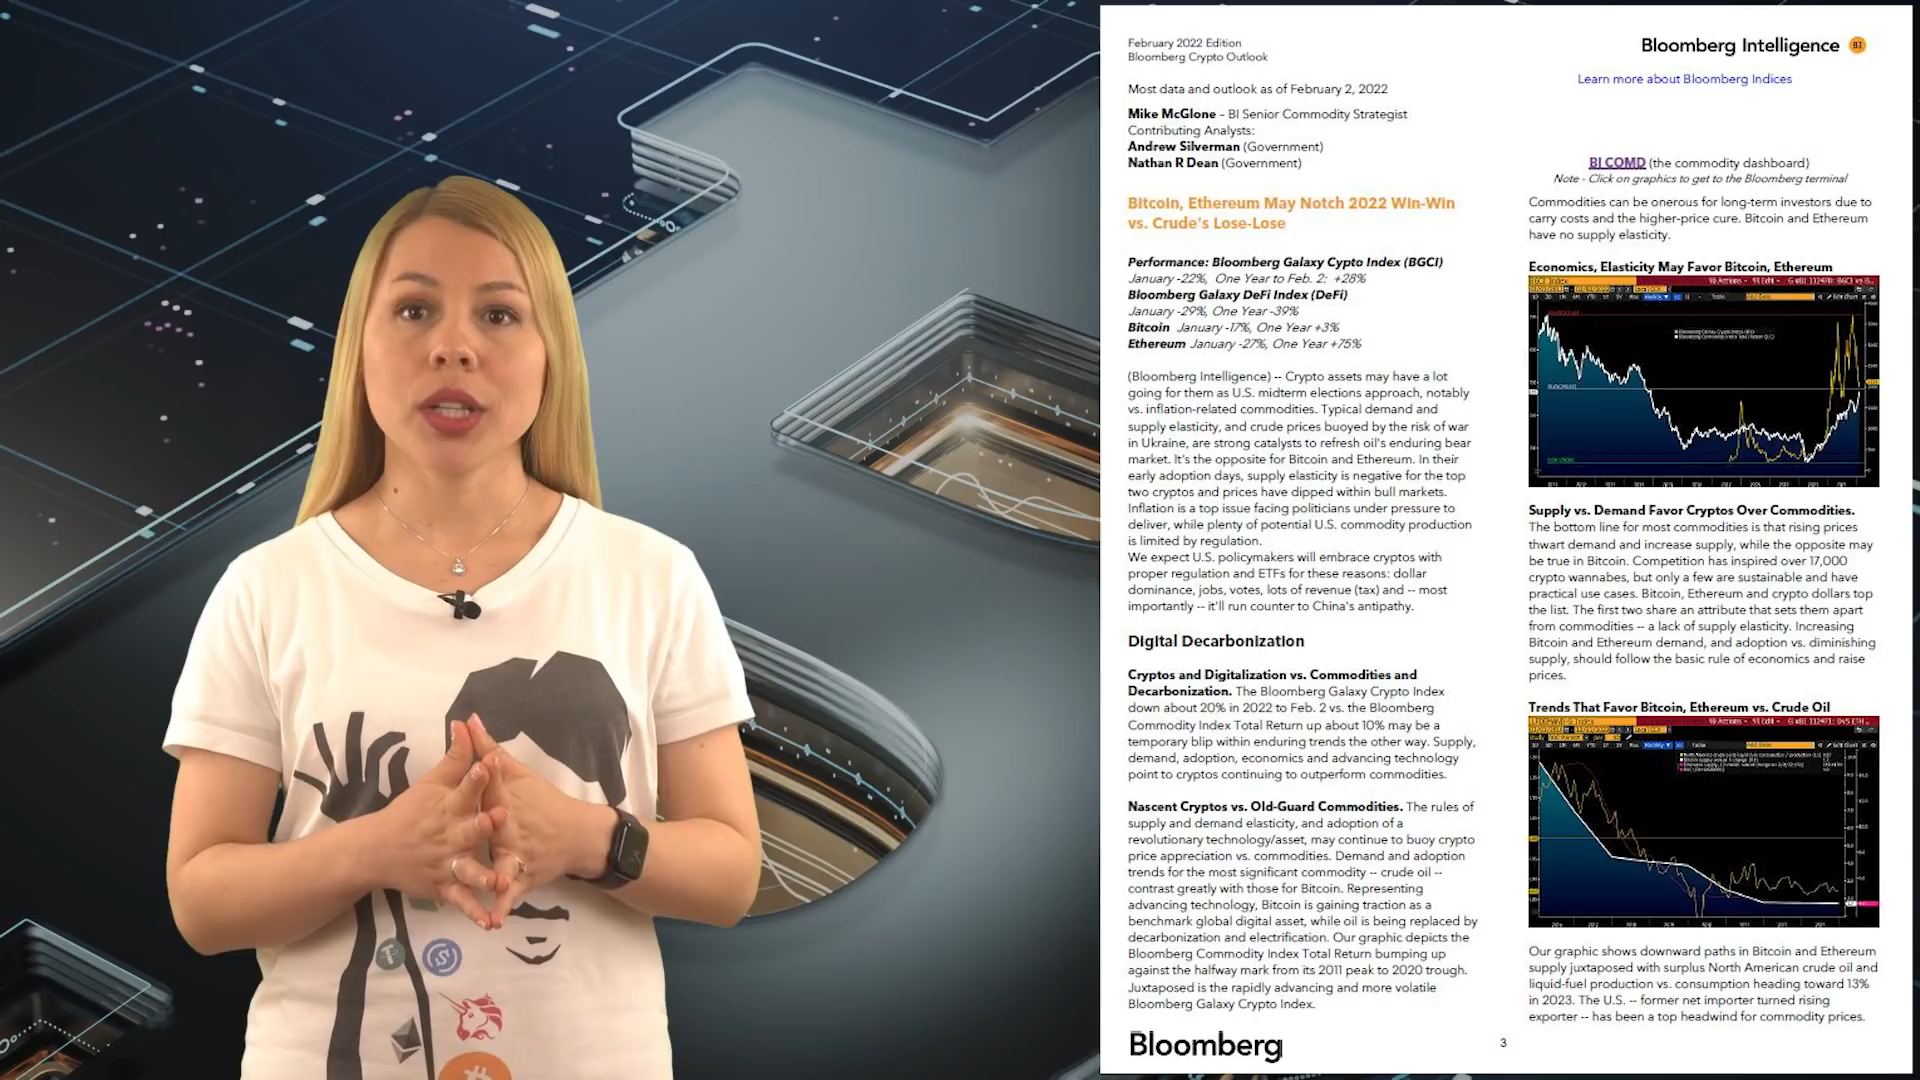 February 2022 Edition
Bloomberg Crypto Outlook
Most data and outlook as of February 2, 2022
Mike McGlone – BI Senior Commodity Strategist
Contributing Analysts:
Andrew Silverman (Government)
Nathan R Dean (Government)
Bitcoin, Ethereum May Notch 2022 Win-Win
vs. Crude's Lose-Lose
Performance: Bloomberg Galaxy Cypto Index (BGCI)
January -22%, One Year to Feb. 2: +28%
Bloomberg Galaxy DeFi Index (DeFi)
January -29%, One Year -39%
Bitcoin January -17%, One Year +3%
Ethereum January -27%, One Year +75%
(Bloomberg Intelligence) -- Crypto assets may have a lot
going for them as U.S. midterm elections approach, notably
vs. inflation-related commodities. Typical demand and
supply elasticity, and crude prices buoyed by the risk of war
in Ukraine, are strong catalysts to refresh oil's enduring bear
market. It's the opposite for Bitcoin and Ethereum. In their
early adoption days, supply elasticity is negative for the top
two cryptos and prices have dipped within bull markets.
Inflation is a top issue facing politicians under pressure to
deliver, while plenty of potential U.S. commodity production
is limited by regulation.
We expect U.S. policymakers will embrace cryptos with
proper regulation and ETFs for these reasons: dollar
dominance, jobs, votes, lots of revenue (tax) and -- most
importantly -- it'll run counter to China's antipathy.
Digital Decarbonization
Cryptos and Digitalization vs. Commodities and
Decarbonization. The Bloomberg Galaxy Crypto Index
down about 20% in 2022 to Feb. 2 vs. the Bloomberg
Commodity Index Total Return up about 10% may be a
temporary blip within enduring trends the other way. Supply,
demand, adoption, economics and advancing technology
point to cryptos continuing to outperform commodities.
Nascent Cryptos vs. Old-Guard Commodities. The rules of
supply and demand elasticity, and adoption of a
revolutionary technology/asset, may continue to buoy crypto
price appreciation vs. commodities. Demand and adoption
trends for the most significant commodity -- crude oil --
contrast greatly with those for Bitcoin. Representing
advancing technology, Bitcoin is gaining traction as a
benchmark global digital asset, while oil is being replaced by
decarbonization and electrification. Our graphic depicts the
Bloomberg Commodity Index Total Return bumping up
against the halfway mark from its 2011 peak to 2020 trough.
Juxtaposed is the rapidly advancing and more volatile
Bloomberg Galaxy Crypto Index.
Bloomberg
3
Bloomberg Intelligence BI
Learn more about Bloomberg Indices
BI COMD (the commodity dashboard)
Note - Click on graphics to get to the Bloomberg terminal
Commodities can be onerous for long-term investors due to
carry costs and the higher-price cure. Bitcoin and Ethereum
have no supply elasticity.
Economics, Elasticity May Favor Bitcoin, Ethereum
Supply vs. Demand Favor Cryptos Over Commodities.
The bottom line for most commodities is that rising prices
thwart demand and increase supply, while the opposite may
be true in Bitcoin. Competition has inspired over 17,000
crypto wannabes, but only a few are sustainable and have
practical use cases. Bitcoin, Ethereum and crypto dollars top
the list. The first two share an attribute that sets them apart
from commodities -- a lack of supply elasticity. Increasing
Bitcoin and Ethereum demand, and adoption vs. diminishing
supply, should follow the basic rule of economics and raise
prices.
Trends That Favor Bitcoin, Ethereum vs. Crude Oil
Our graphic shows downward paths in Bitcoin and Ethereum
supply juxtaposed with surplus North American crude oil and
liquid-fuel production vs. consumption heading toward 13%
in 2023. The U.S. -- former net importer turned rising
exporter -- has been a top headwind for commodity prices.